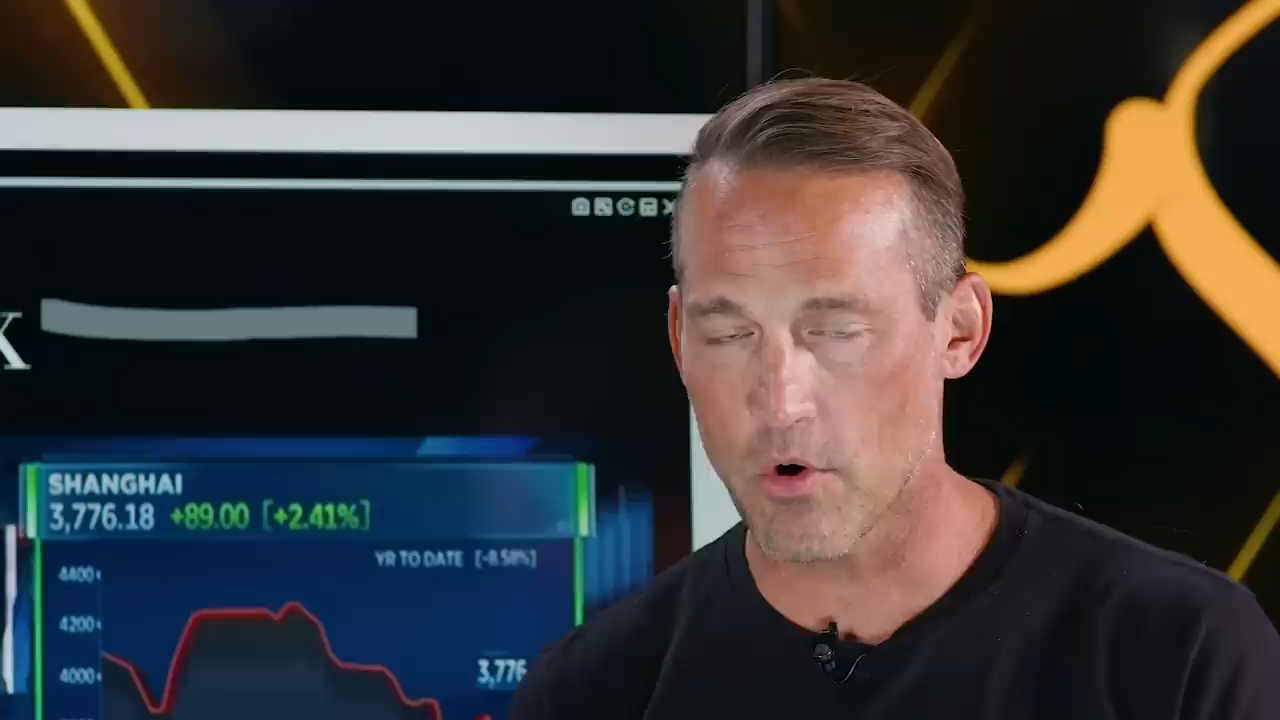 X
SHANGHAI
3,776.18 +89.00 [+2.41%]
YR TO DATE [-8.58%]
4400
4200
4000
3,776